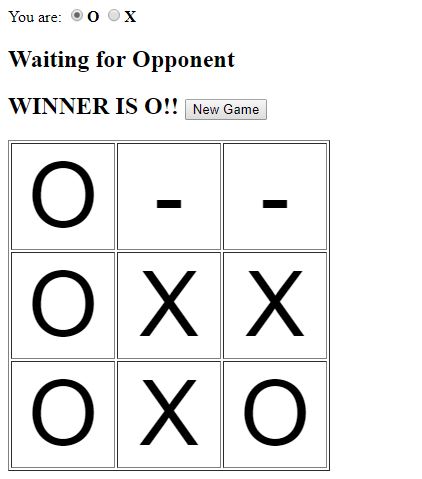 You are: O X
Waiting for Opponent
WINNER IS O!! New Game
O - -
O X X
O X O